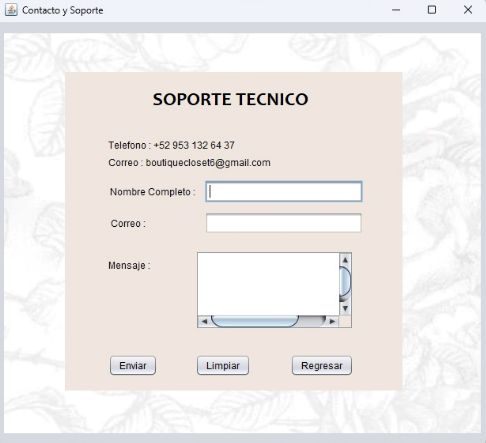 Contacto y Soporte
SOPORTE TECNICO
Telefono : +52 953 132 64 37
Correo : boutiquecloset6@gmail.com
Nombre Completo :
Correo :
Mensaje :
Enviar Limpiar Regresar